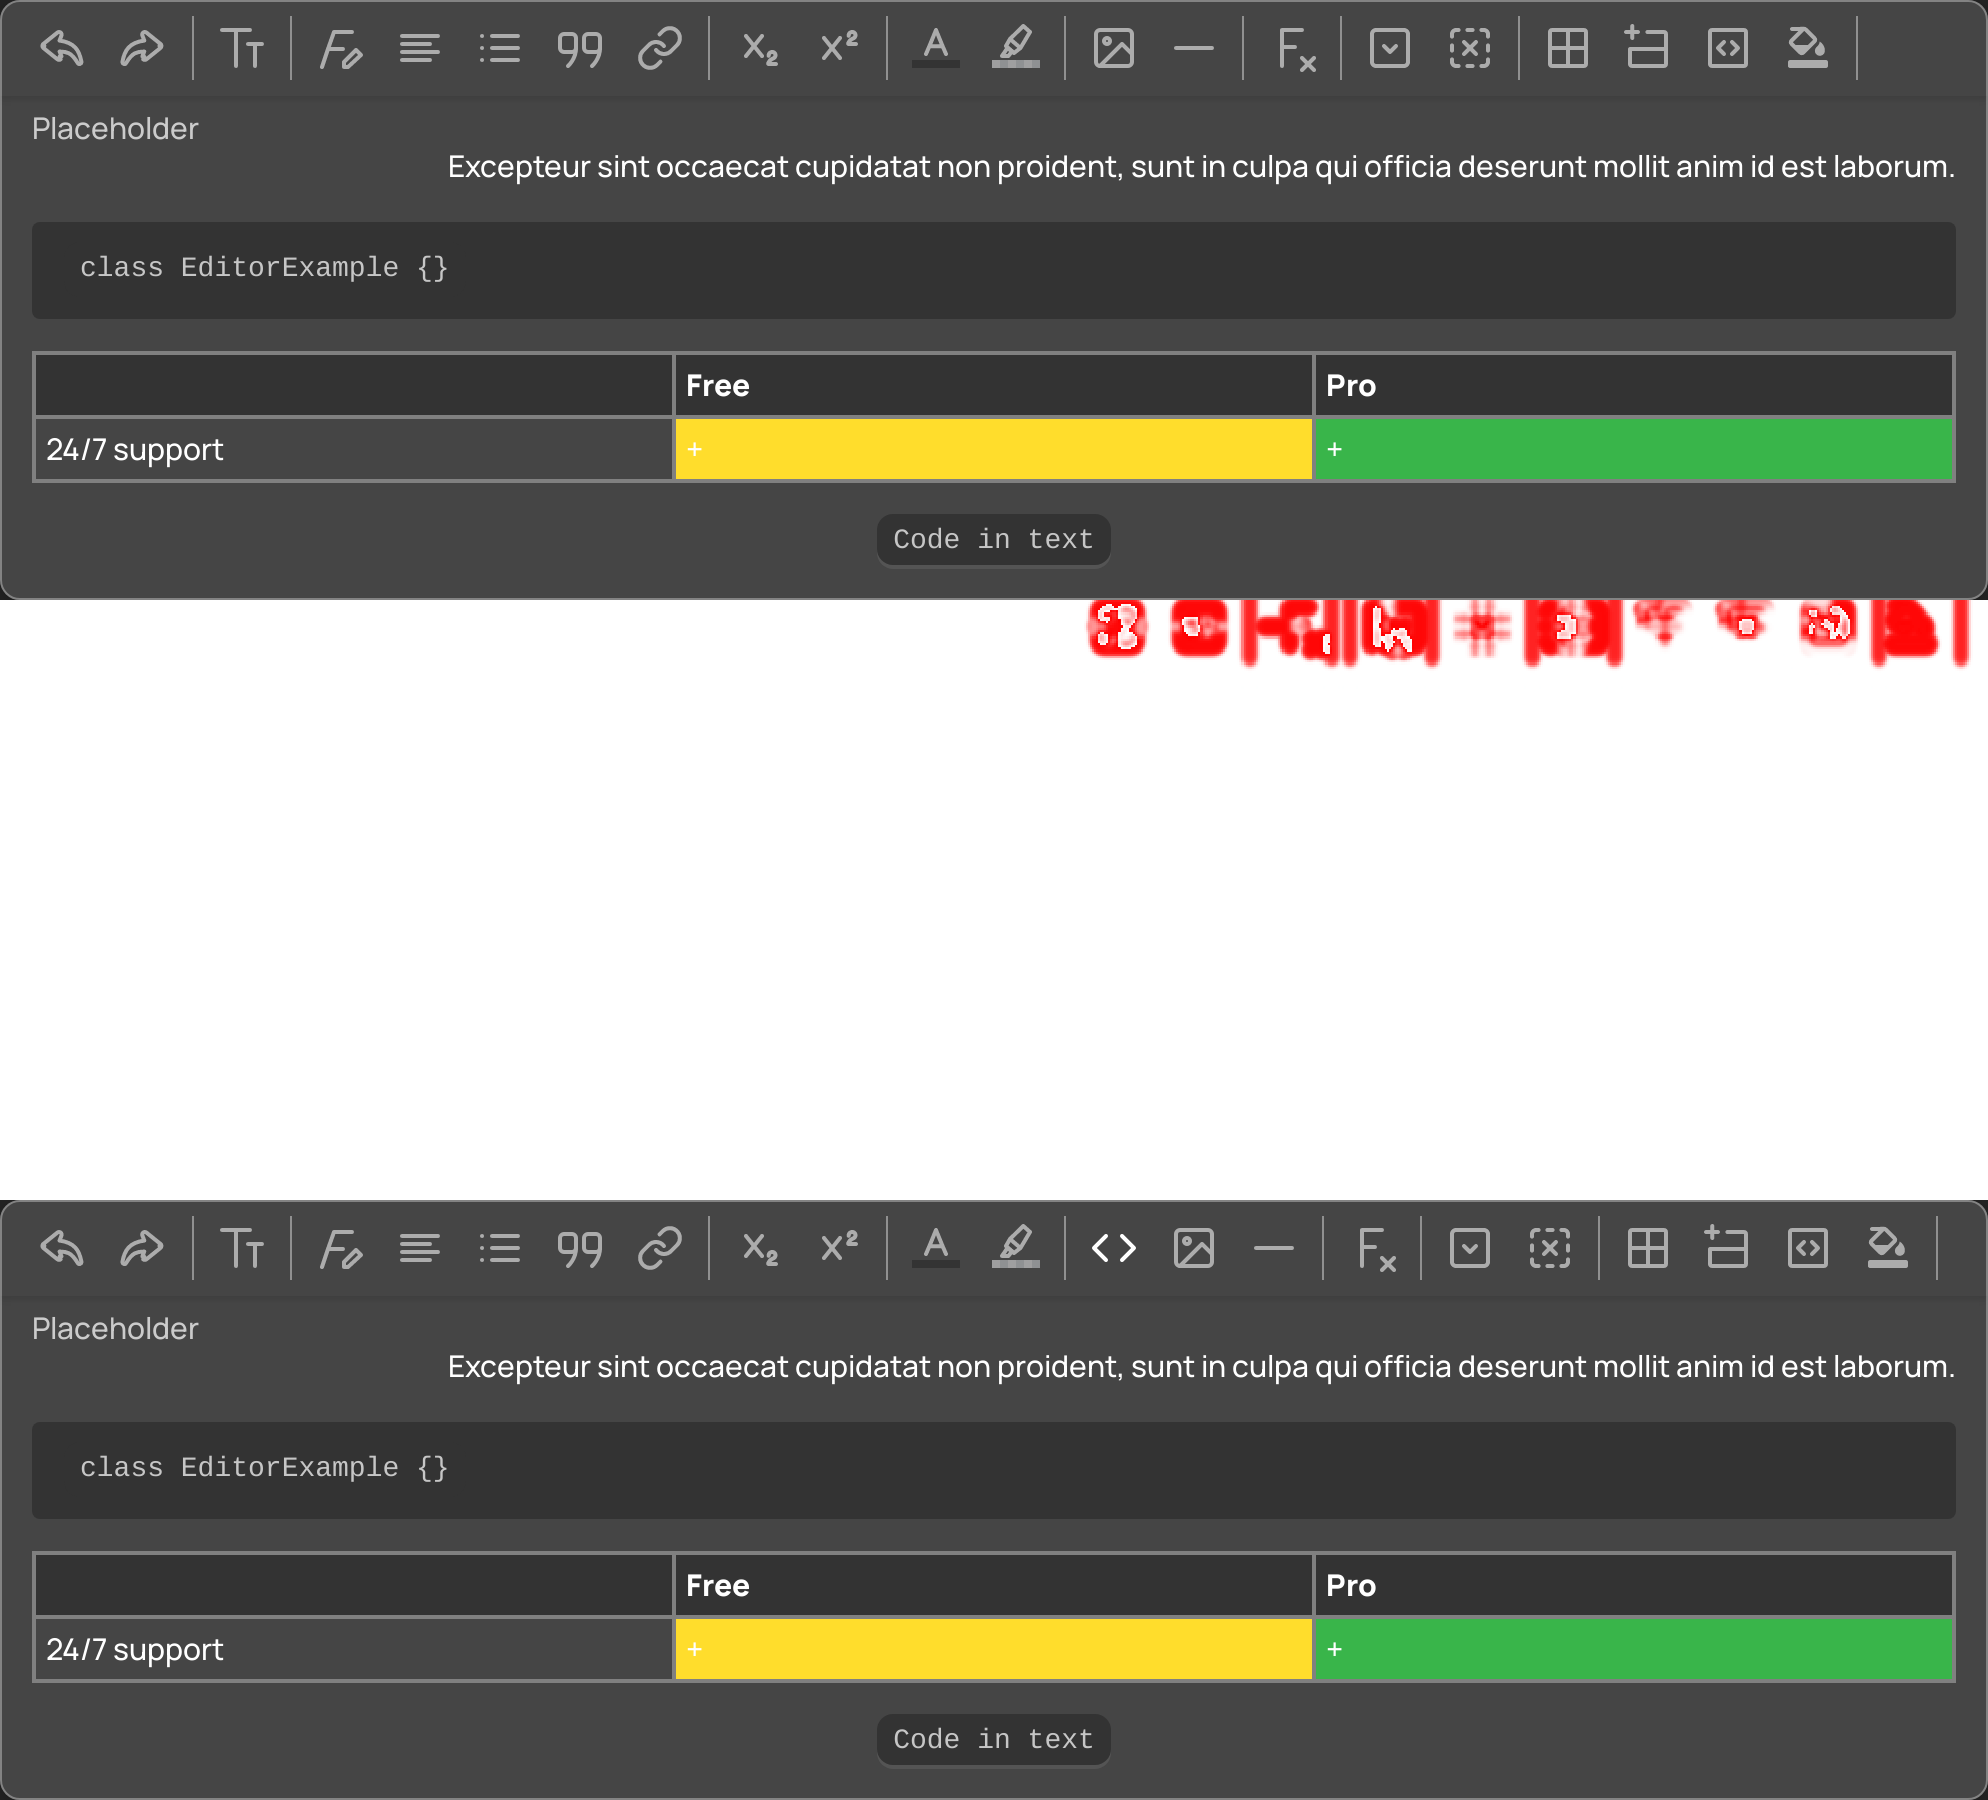 Placeholder
Excepteur sint occaecat cupidatat non proident, sunt in culpa qui officia deserunt mollit anim id est laborum.
class EditorExample {}
Free Pro
24/7 support + +
Code in text
Placeholder
Excepteur sint occaecat cupidatat non proident, sunt in culpa qui officia deserunt mollit anim id est laborum.
class EditorExample {}
Free Pro
24/7 support + +
Code in text